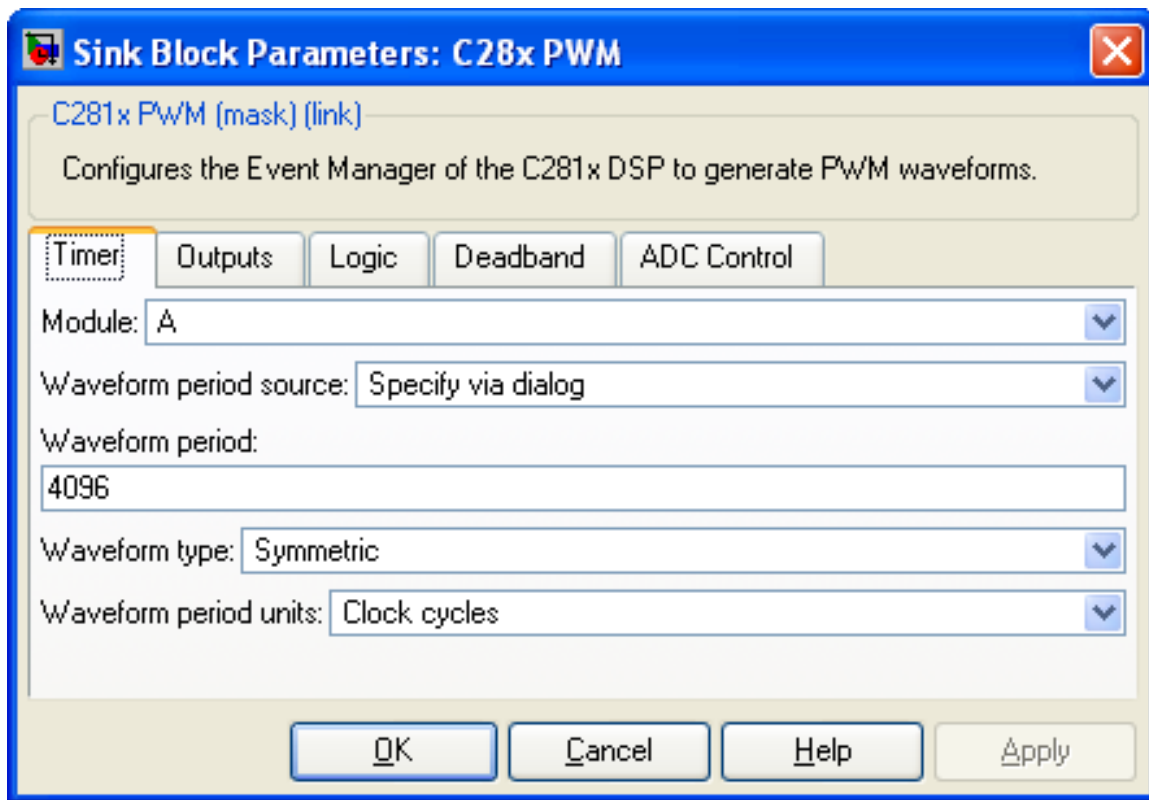 Sink Block Parameters: C28x PWM
C281x PWM (mask) (link)
Configures the Event Manager of the C281x DSP to generate PWM waveforms.
Timer Outputs Logic Deadband ADC Control
Module: A
Waveform period source: Specify via dialog
Waveform period:
4096
Waveform type: Symmetric
Waveform period units: Clock cycles
OK Cancel Help Apply